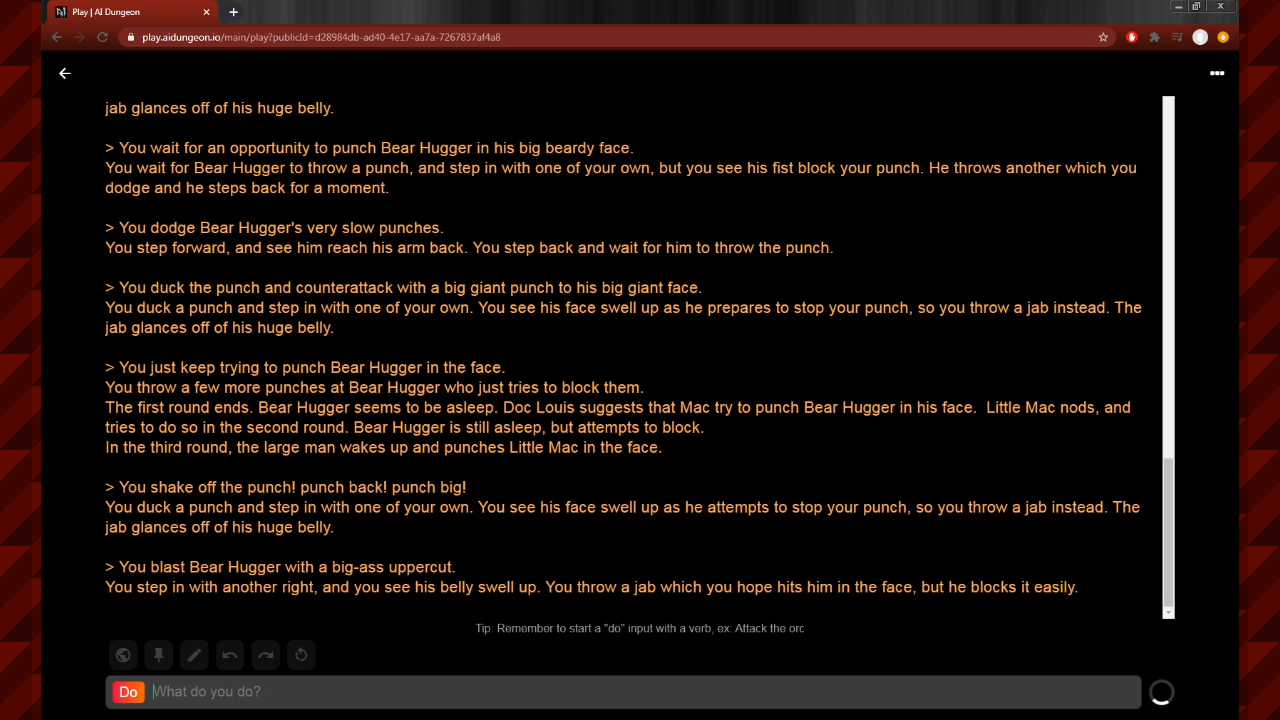 Play | AI Dungeon
play.aidungeon.io/main/play?publicId=d28984db-ad40-4e17-aa7a-7267837af4a8
jab glances off of his huge belly.
> You wait for an opportunity to punch Bear Hugger in his big beardy face.
You wait for Bear Hugger to throw a punch, and step in with one of your own, but you see his fist block your punch. He throws another which you
dodge and he steps back for a moment.
> You dodge Bear Hugger's very slow punches.
You step forward, and see him reach his arm back. You step back and wait for him to throw the punch.
> You duck the punch and counterattack with a big giant punch to his big giant face.
You duck a punch and step in with one of your own. You see his face swell up as he prepares to stop your punch, so you throw a jab instead. The
jab glances off of his huge belly.
> You just keep trying to punch Bear Hugger in the face.
You throw a few more punches at Bear Hugger who just tries to block them.
The first round ends. Bear Hugger seems to be asleep. Doc Louis suggests that Mac try to punch Bear Hugger in his face.  Little Mac nods, and
tries to do so in the second round. Bear Hugger is still asleep, but attempts to block.
In the third round, the large man wakes up and punches Little Mac in the face.
> You shake off the punch! punch back! punch big!
You duck a punch and step in with one of your own. You see his face swell up as he attempts to stop your punch, so you throw a jab instead. The
jab glances off of his huge belly.
> You blast Bear Hugger with a big-ass uppercut.
You step in with another right, and you see his belly swell up. You throw a jab which you hope hits him in the face, but he blocks it easily.
Tip: Remember to start a "do" input with a verb, ex: Attack the orc
Do What do you do?